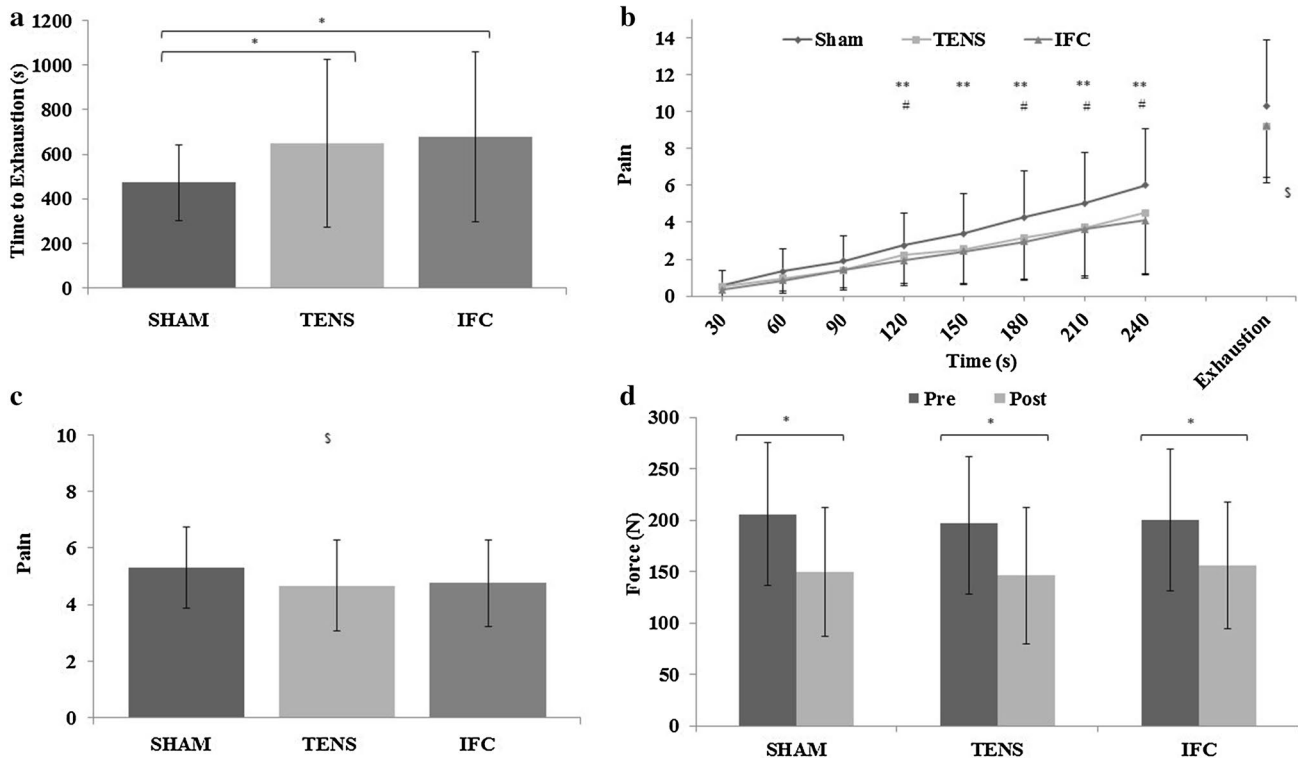 a
Time to Exhaustion (s)
1200
1000
800
600
400
200
0
*
*
SHAM TENS IFC
b
Pain
14
12
10
8
6
4
2
0
Sham TENS IFC
** ** ** ** **
# # # #
$
30 60 90 120 150 180 210 240 Exhaustion
Time (s)
c
Pain
10
8
6
4
2
0
$
SHAM TENS IFC
d
Force (N)
Pre Post
300
250
200
150
100
50
0
* * *
SHAM TENS IFC